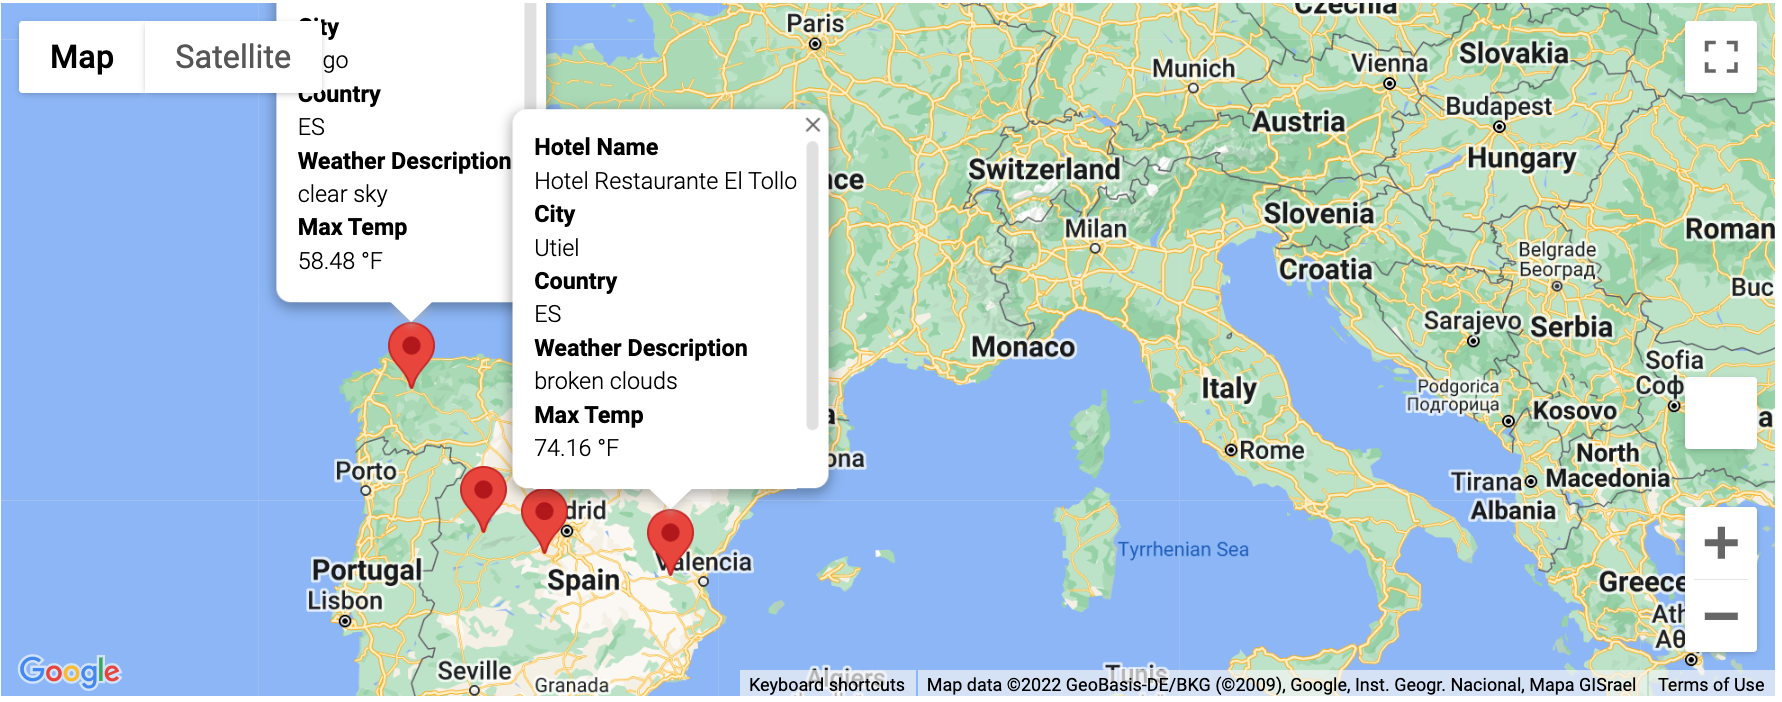 Map
Satellite
City
go
Country
ES
Weather Description
clear sky
Max Temp
58.48 °F
Hotel Name
Hotel Restaurante El Tollo
City
Utiel
Country
ES
Weather Description
broken clouds
Max Temp
74.16 °F
Paris
Czechia
Munich
Vienna
Slovakia
Budapest
Austria
Hungary
Switzerland
nce
Slovenia
Milan
Roman
Belgrade
Београд
Croatia
Buc
Sarajevo
Serbia
Monaco
Sofia
Соф
Italy
Podgorica
Подгорица
Kosovo
a
a
ona
Rome
North
Macedonia
Tirana
Albania
Porto
drid
Valencia
Tyrrhenian Sea
Portugal
Spain
Lisbon
Greece
Ath
Αθ
Seville
Granada
Algiers
Tunis
Google
Keyboard shortcuts
Map data ©2022 GeoBasis-DE/BKG (©2009), Google, Inst. Geogr. Nacional, Mapa GISrael
Terms of Use